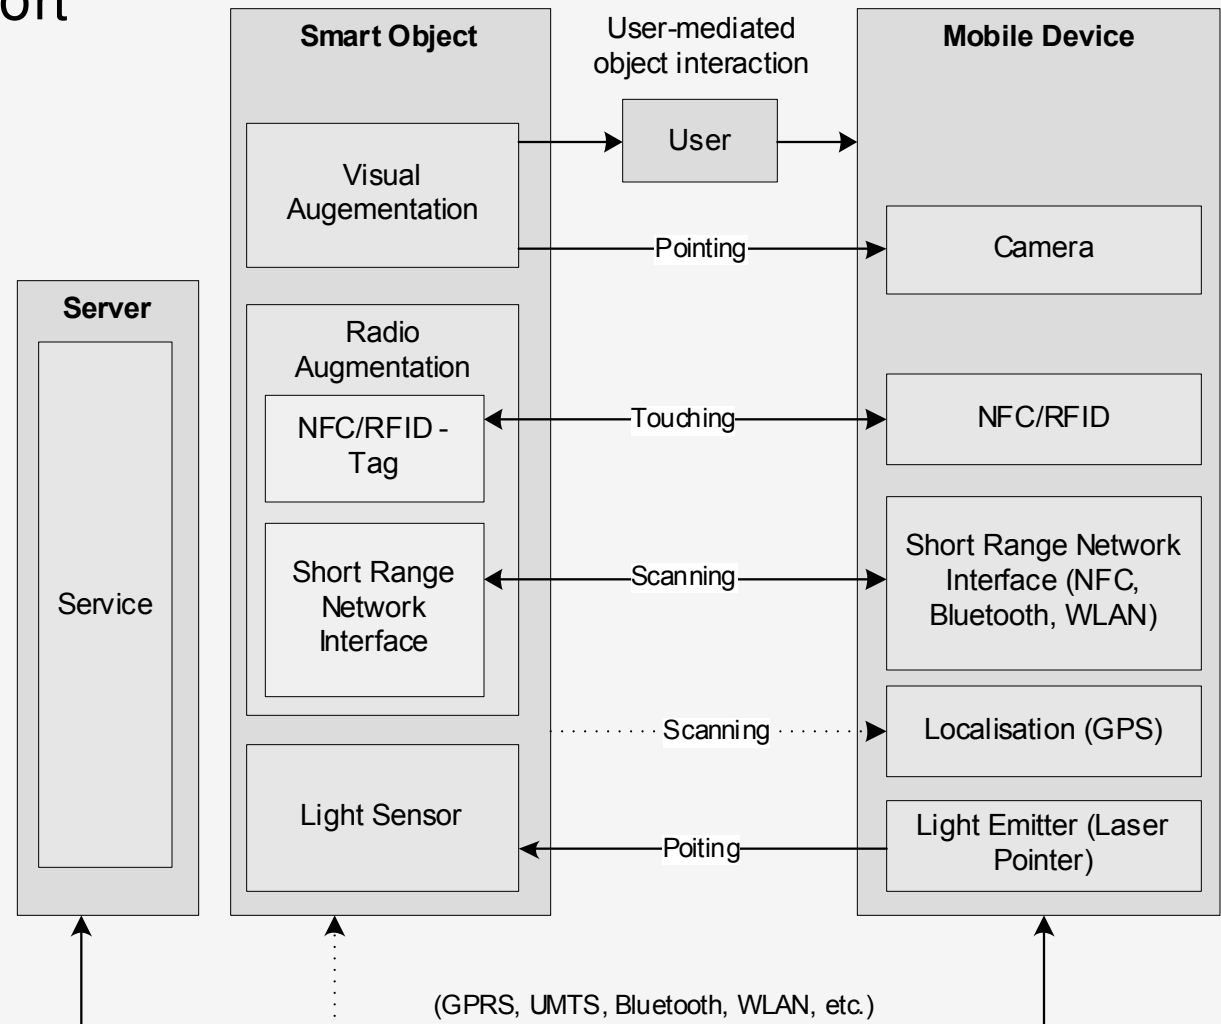 Smart Object
User-mediated
object interaction
Mobile Device
User
Visual
Augementation
Pointing
Camera
Server
Radio
Augmentation
NFC/RFID -
Tag
Touching
NFC/RFID
Short Range
Network
Interface
Scanning
Short Range Network
Interface (NFC,
Bluetooth, WLAN)
Service
Scanning
Localisation (GPS)
Light Sensor
Poiting
Light Emitter (Laser
Pointer)
(GPRS, UMTS, Bluetooth, WLAN, etc.)